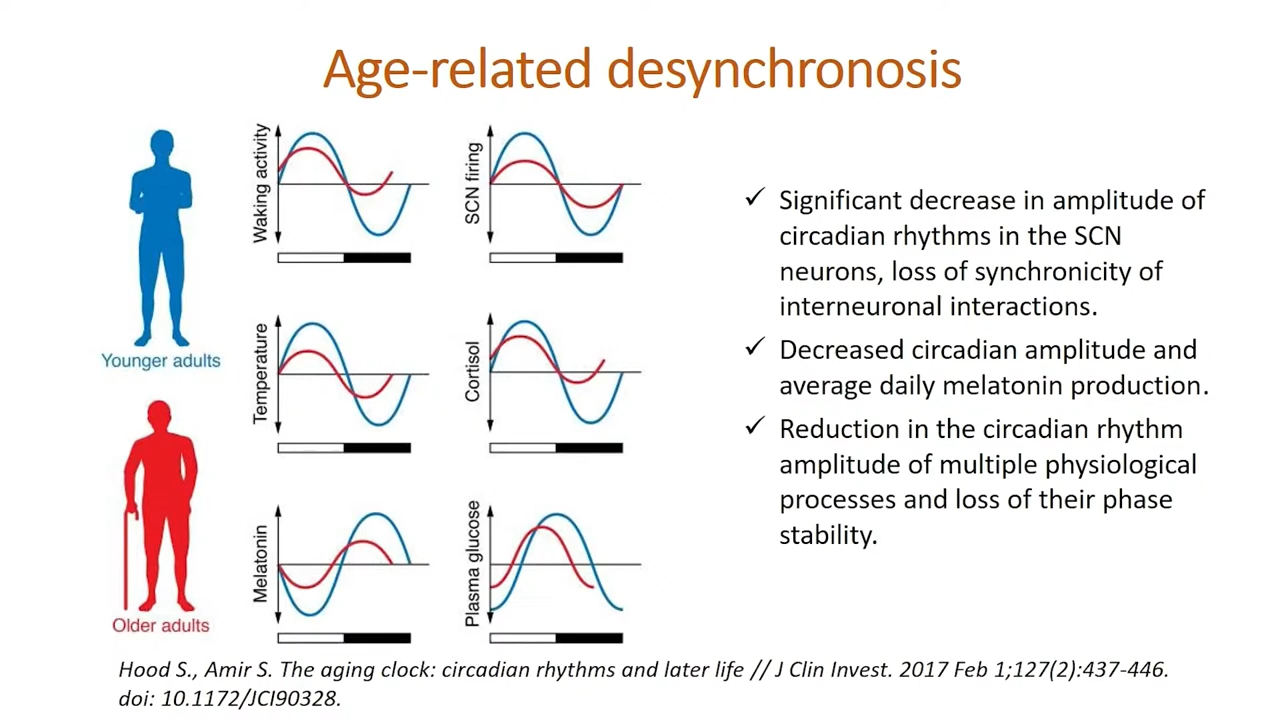 Age-related desynchronosis
Younger adults
Older adults
Waking activity
SCN firing
Temperature
Cortisol
Melatonin
Plasma glucose
✓ Significant decrease in amplitude of
circadian rhythms in the SCN
neurons, loss of synchronicity of
interneuronal interactions.
✓ Decreased circadian amplitude and
average daily melatonin production.
✓ Reduction in the circadian rhythm
amplitude of multiple physiological
processes and loss of their phase
stability.
Hood S., Amir S. The aging clock: circadian rhythms and later life // J Clin Invest. 2017 Feb 1;127(2):437-446.
doi: 10.1172/JCI90328.